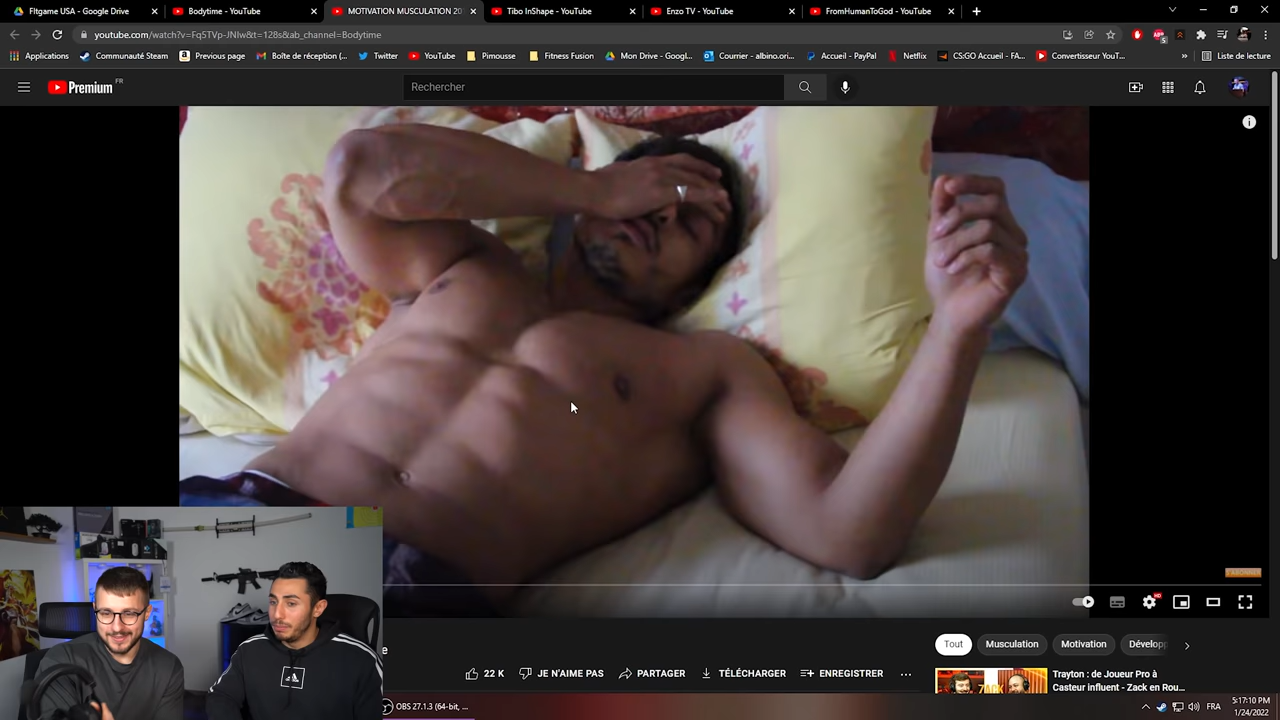 Fitgame USA - Google Drive
Bodytime - YouTube
MOTIVATION MUSCULATION 20
Tibo InShape - YouTube
Enzo TV - YouTube
FromHumanToGod - YouTube
youtube.com/watch?v=Fq5TVp-JNIw&t=128s&ab_channel=Bodytime
Applications
Communauté Steam
Previous page
Boîte de réception (...
Twitter
YouTube
Pimousse
Fitness Fusion
Mon Drive - Googl...
Courrier - albino.ori...
Accueil - PayPal
Netflix
CS:GO Accueil - FA...
Convertisseur YouT...
»
Liste de lecture
Premium FR
Rechercher
S'ABONNER
HD
e
22 K
JE N'AIME PAS
PARTAGER
TÉLÉCHARGER
ENREGISTRER
...
Tout
Musculation
Motivation
Dévelop
Trayton : de Joueur Pro à
Casteur influent - Zack en Rou...
ZACK
OBS 27.1.3 (64-bit, ...
FRA
5:17:10 PM
1/24/2022